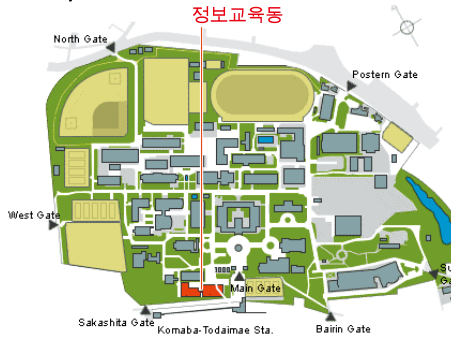 정보교육동
North Gate
Postern Gate
West Gate
Main Gate
Sakashita Gate
Komaba-Todaimae Sta.
Bairin Gate